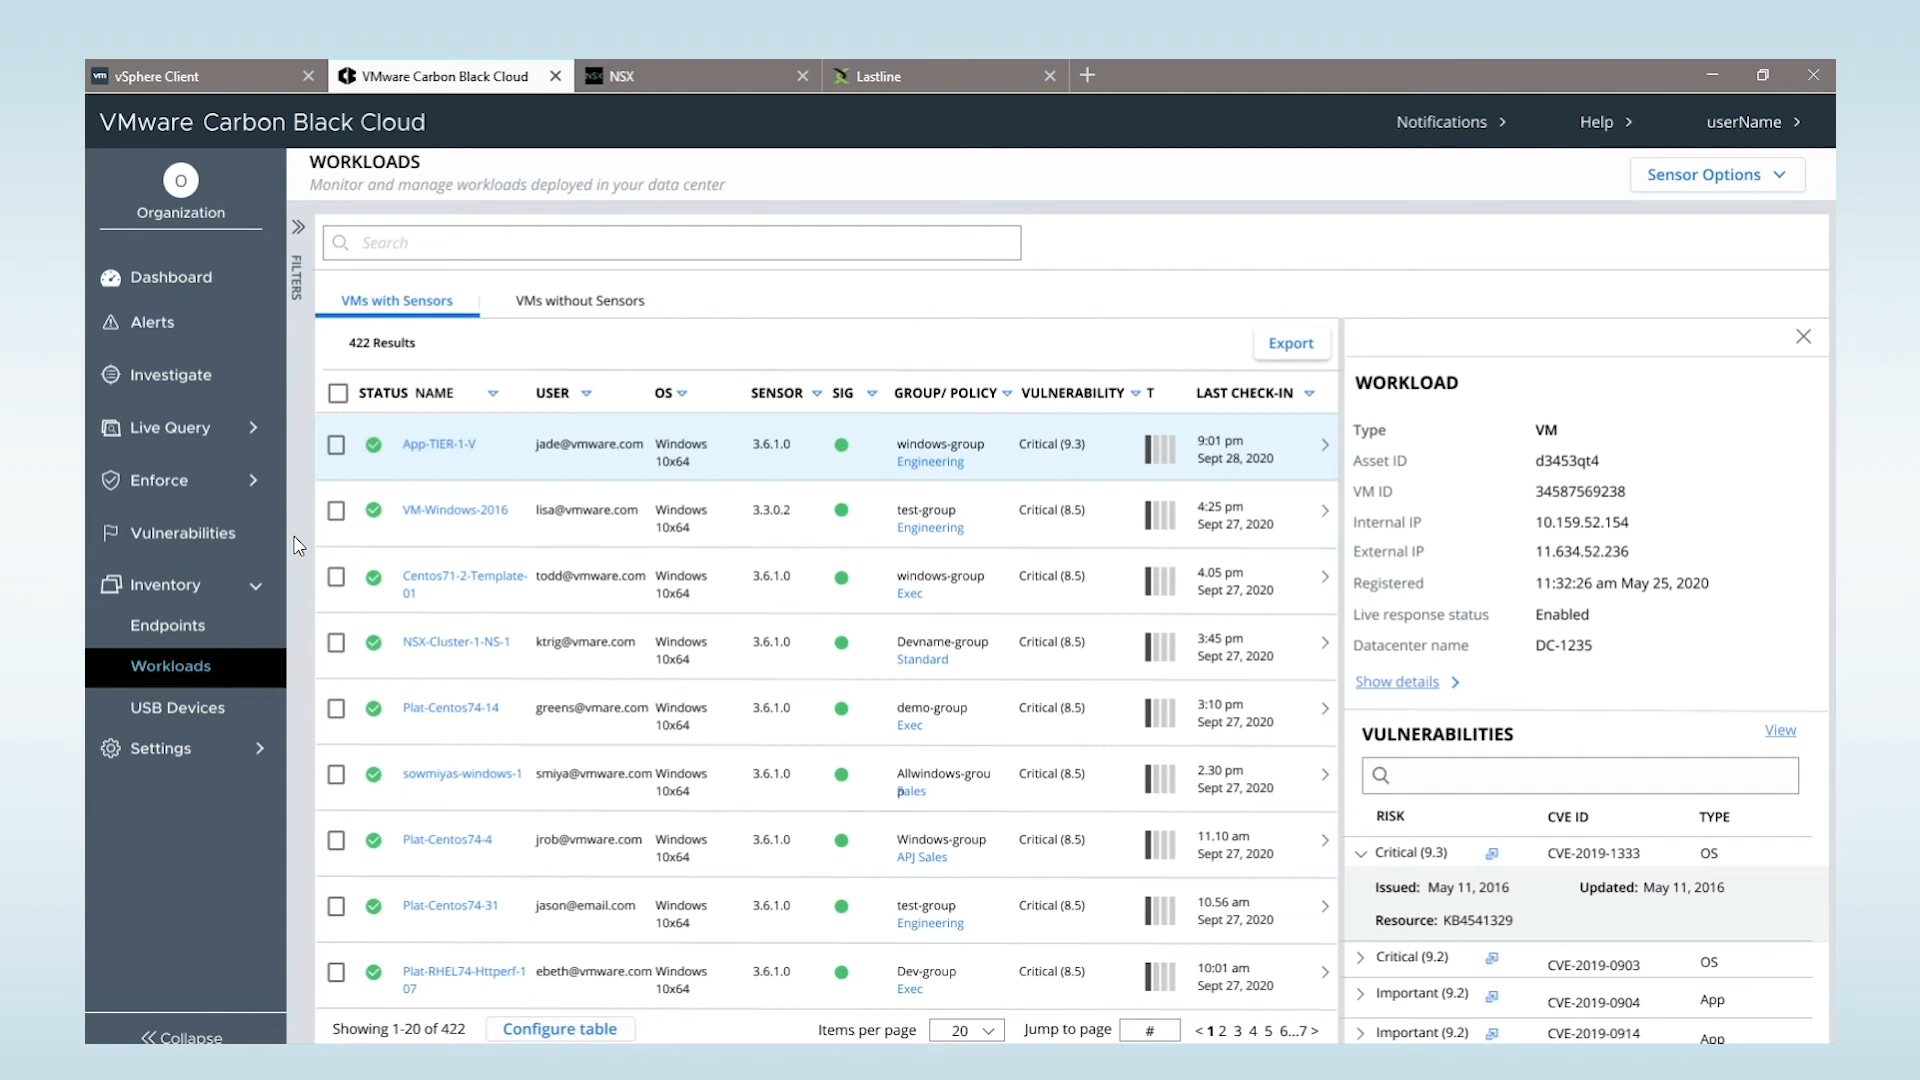 vm vSphere Client
VMware Carbon Black Cloud
NSX NSX
Lastline
VMware Carbon Black Cloud
Notifications
Help
userName
O
Organization
Dashboard
Alerts
Investigate
Live Query
Enforce
Vulnerabilities
Inventory
Endpoints
Workloads
USB Devices
Settings
Collapse
WORKLOADS
Monitor and manage workloads deployed in your data center
Sensor Options
FILTERS
Search
VMs with Sensors VMs without Sensors
422 Results
Export
STATUS NAME USER OS SENSOR SIG GROUP/ POLICY VULNERABILITY T LAST CHECK-IN
App-TIER-1-V jade@vmware.com Windows 3.6.1.0 windows-group Critical (9.3) 9:01 pm
10x64 Engineering Sept 28, 2020
VM-Windows-2016 lisa@vmware.com Windows 3.3.0.2 test-group Critical (8.5) 4:25 pm
10x64 Engineering Sept 27, 2020
Centos71-2-Template- todd@vmware.com Windows 3.6.1.0 windows-group Critical (8.5) 4.05 pm
01 10x64 Exec Sept 27, 2020
NSX-Cluster-1-NS-1 ktrig@vmare.com Windows 3.6.1.0 Devname-group Critical (8.5) 3:45 pm
10x64 Standard Sept 27, 2020
Plat-Centos74-14 greens@vmare.com Windows 3.6.1.0 demo-group Critical (8.5) 3:10 pm
10x64 Exec Sept 27, 2020
sowmiyas-windows-1 smiya@vmware.com Windows 3.6.1.0 Allwindows-grou Critical (8.5) 2.30 pm
10x64 p Sales Sept 27, 2020
Plat-Centos74-4 jrob@vmware.com Windows 3.6.1.0 Windows-group Critical (8.5) 11.10 am
10x64 APJ Sales Sept 27, 2020
Plat-Centos74-31 jason@email.com Windows 3.6.1.0 test-group Critical (8.5) 10.56 am
10x64 Engineering Sept 27, 2020
Plat-RHEL74-Httperf-1 ebeth@vmware.com Windows 3.6.1.0 Dev-group Critical (8.5) 10:01 am
07 10x64 Exec Sept 27, 2020
Showing 1-20 of 422 Configure table Items per page 20 Jump to page # < 1 2 3 4 5 6...7 >
WORKLOAD
Type VM
Asset ID d3453qt4
VM ID 34587569238
Internal IP 10.159.52.154
External IP 11.634.52.236
Registered 11:32:26 am May 25, 2020
Live response status Enabled
Datacenter name DC-1235
Show details
VULNERABILITIES View
RISK CVE ID TYPE
Critical (9.3) CVE-2019-1333 OS
Issued: May 11, 2016 Updated: May 11, 2016
Resource: KB4541329
Critical (9.2) CVE-2019-0903 OS
Important (9.2) CVE-2019-0904 App
Important (9.2) CVE-2019-0914 App